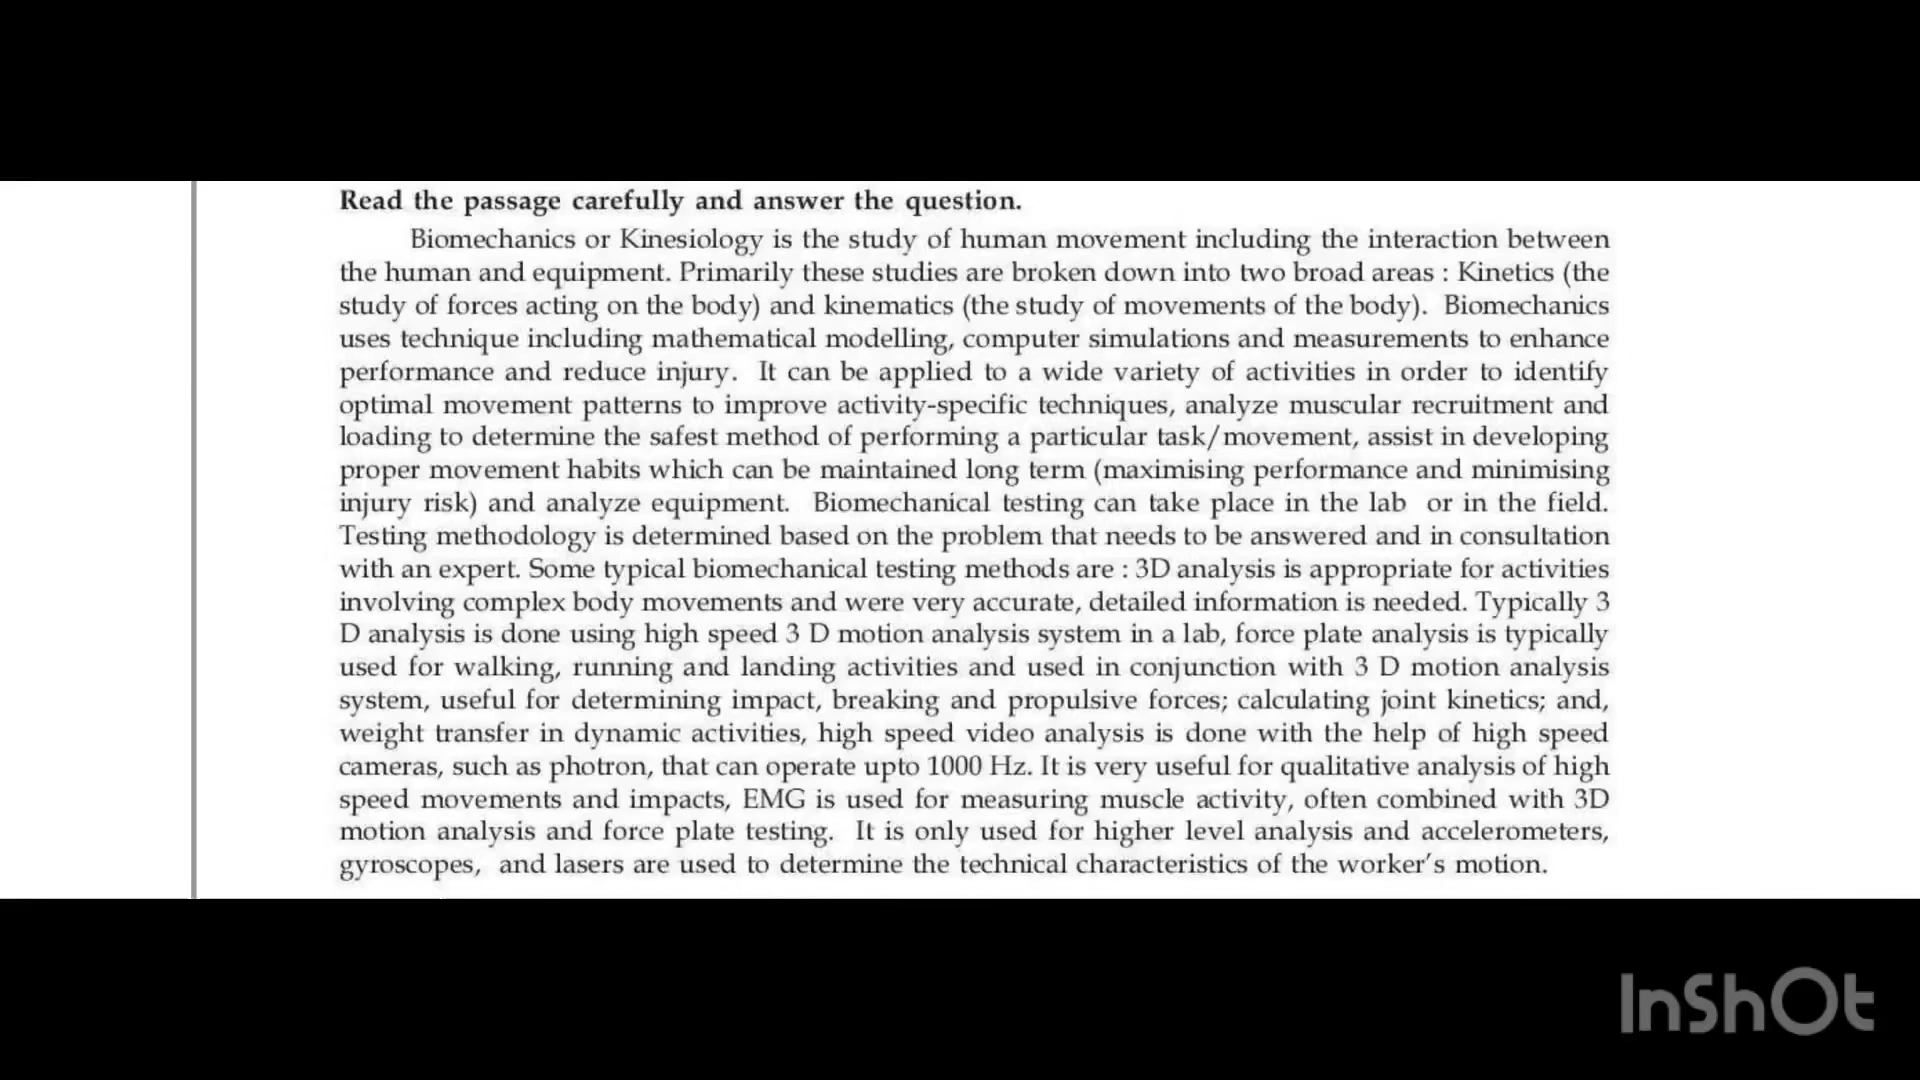 Read the passage carefully and answer the question.
Biomechanics or Kinesiology is the study of human movement including the interaction between
the human and equipment. Primarily these studies are broken down into two broad areas : Kinetics (the
study of forces acting on the body) and kinematics (the study of movements of the body). Biomechanics
uses technique including mathematical modelling, computer simulations and measurements to enhance
performance and reduce injury. It can be applied to a wide variety of activities in order to identify
optimal movement patterns to improve activity-specific techniques, analyze muscular recruitment and
loading to determine the safest method of performing a particular task/movement, assist in developing
proper movement habits which can be maintained long term (maximising performance and minimising
injury risk) and analyze equipment. Biomechanical testing can take place in the lab or in the field.
Testing methodology is determined based on the problem that needs to be answered and in consultation
with an expert. Some typical biomechanical testing methods are : 3D analysis is appropriate for activities
involving complex body movements and were very accurate, detailed information is needed. Typically 3
D analysis is done using high speed 3 D motion analysis system in a lab, force plate analysis is typically
used for walking, running and landing activities and used in conjunction with 3 D motion analysis
system, useful for determining impact, breaking and propulsive forces; calculating joint kinetics; and,
weight transfer in dynamic activities, high speed video analysis is done with the help of high speed
cameras, such as photron, that can operate upto 1000 Hz. It is very useful for qualitative analysis of high
speed movements and impacts, EMG is used for measuring muscle activity, often combined with 3D
motion analysis and force plate testing. It is only used for higher level analysis and accelerometers,
gyroscopes, and lasers are used to determine the technical characteristics of the worker's motion.
InShOt